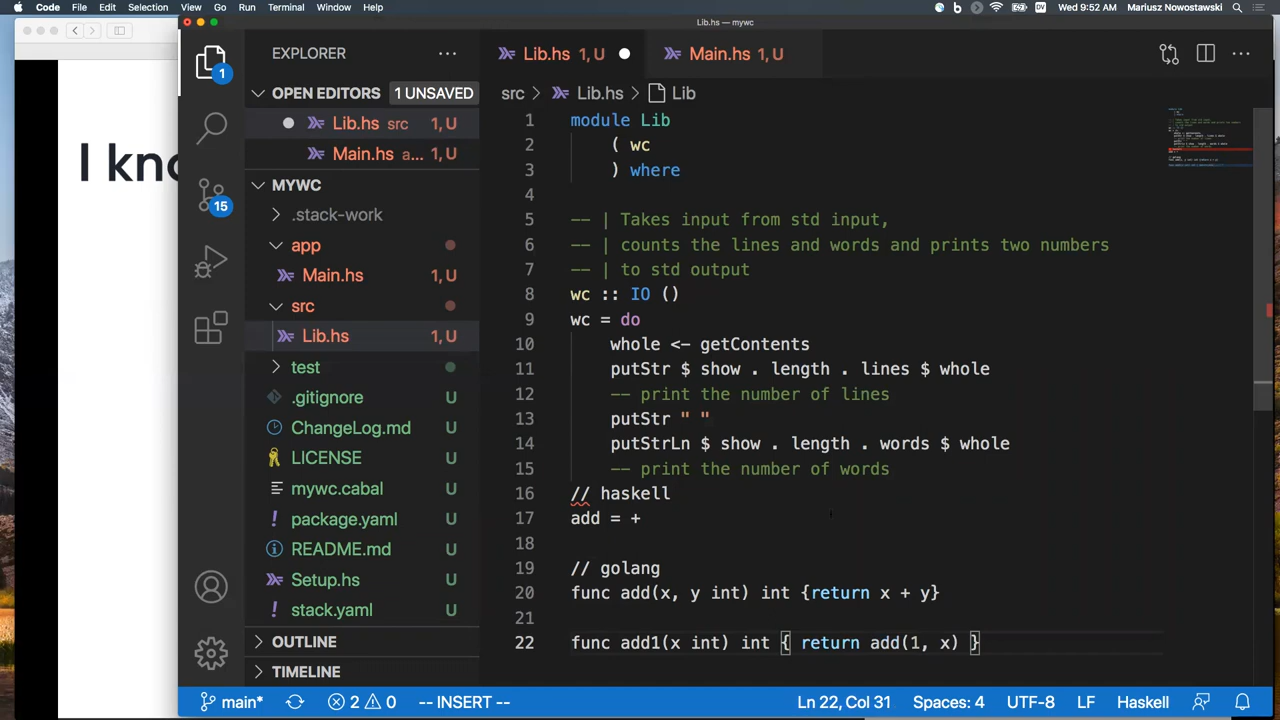 Code File Edit Selection View Go Run Terminal Window Help
DV Wed 9:52 AM Mariusz Nowostawski
Lib.hs — mywc
I kno
EXPLORER
Lib.hs 1, U
Main.hs 1, U
OPEN EDITORS 1 UNSAVED
Lib.hs src 1, U
Main.hs a... 1, U
MYWC
.stack-work
app
Main.hs 1, U
src
Lib.hs 1, U
test
.gitignore U
ChangeLog.md U
LICENSE U
mywc.cabal U
package.yaml U
README.md U
Setup.hs U
stack.yaml U
OUTLINE
TIMELINE
1
15
src > Lib.hs > Lib
1 module Lib
2 ( wc
3 ) where
4
5 -- | Takes input from std input,
6 -- | counts the lines and words and prints two numbers
7 -- | to std output
8 wc :: IO ()
9 wc = do
10 whole <- getContents
11 putStr $ show . length . lines $ whole
12 -- print the number of lines
13 putStr " "
14 putStrLn $ show . length . words $ whole
15 -- print the number of words
16 // haskell
17 add = +
18
19 // golang
20 func add(x, y int) int {return x + y}
21
22 func add1(x int) int { return add(1, x) }
main* 2 0 -- INSERT -- Ln 22, Col 31 Spaces: 4 UTF-8 LF Haskell